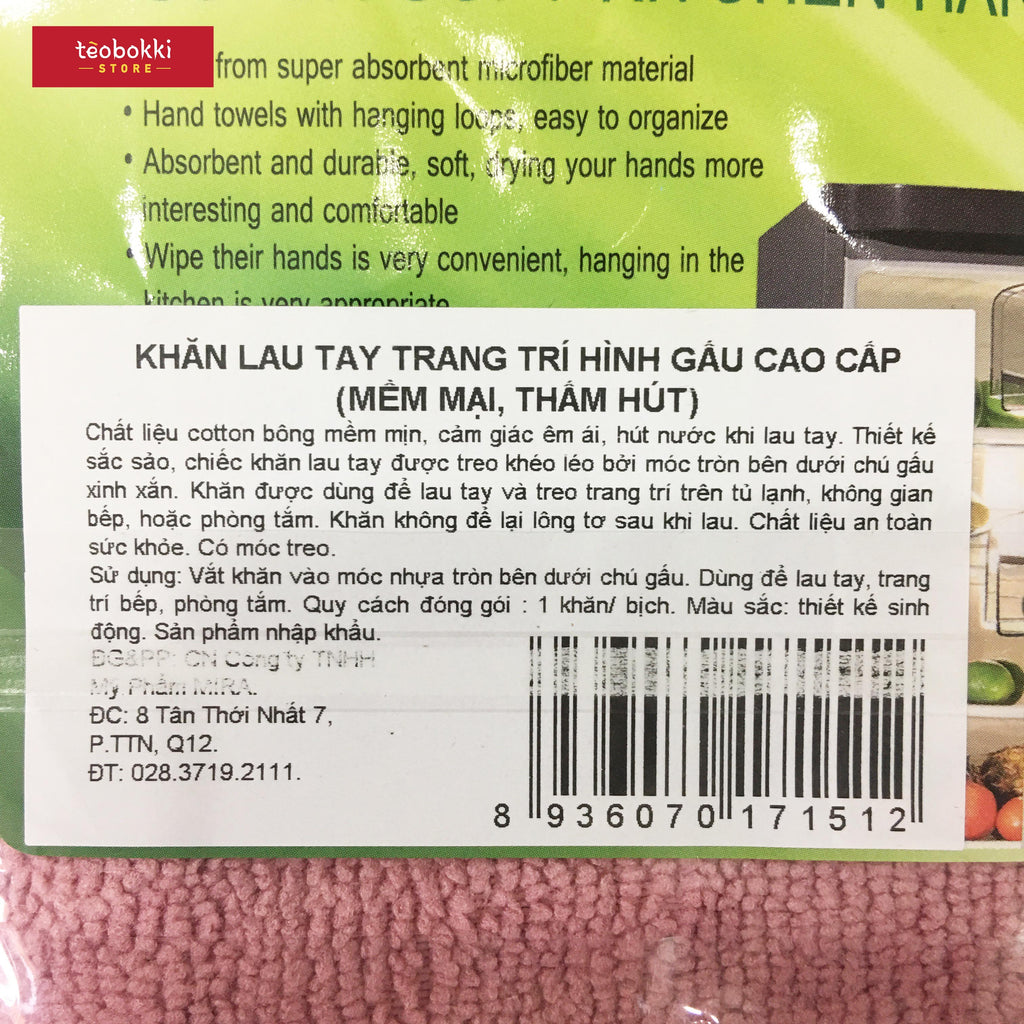 tèobokki
STORE
from super absorbent microfiber material
• Hand towels with hanging loops, easy to organize
• Absorbent and durable, soft, drying your hands more
interesting and comfortable
• Wipe their hands is very convenient, hanging in the
kitchen is very appropriate
KHĂN LAU TAY TRANG TRÍ HÌNH GẤU CAO CẤP
(MỀM MẠI, THẤM HÚT)
Chất liệu cotton bông mềm mịn, cảm giác êm ái, hút nước khi lau tay. Thiết kế
sắc sảo, chiếc khăn lau tay được treo khéo léo bởi móc tròn bên dưới chú gấu
xinh xắn. Khăn được dùng để lau tay và treo trang trí trên tủ lạnh, không gian
bếp, hoặc phòng tắm. Khăn không để lại lông tơ sau khi lau. Chất liệu an toàn
sức khỏe. Có móc treo.
Sử dụng: Vắt khăn vào móc nhựa tròn bên dưới chú gấu. Dùng để lau tay, trang
trí bếp, phòng tắm. Quy cách đóng gói : 1 khăn/ bịch. Màu sắc: thiết kế sinh
động. Sản phẩm nhập khẩu.
ĐG&PP: CN Công ty TNHH
Mỹ Phẩm MIRA.
ĐC: 8 Tân Thới Nhất 7,
P.TTN, Q12.
ĐT: 028.3719.2111.
8 936070 171512